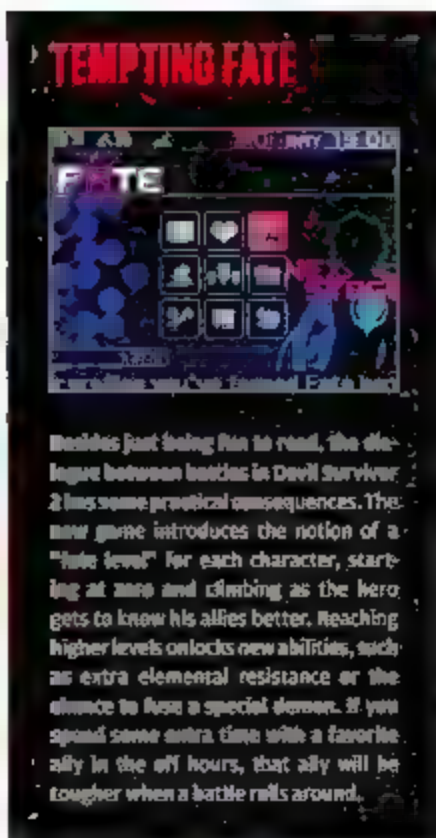 TEMPTING FATE
FATE
15:00
Besides just being fun to read, the dia-
logue between battles in Devil Survivor
2 has some practical consequences. The
new game introduces the notion of a
"fate level" for each character, start-
ing at zero and climbing as the hero
gets to know his allies better. Reaching
higher levels unlocks new abilities, such
as extra elemental resistance or the
chance to fuse a special demon. If you
spend some extra time with a favorite
ally in the off hours, that ally will be
tougher when a battle rolls around.